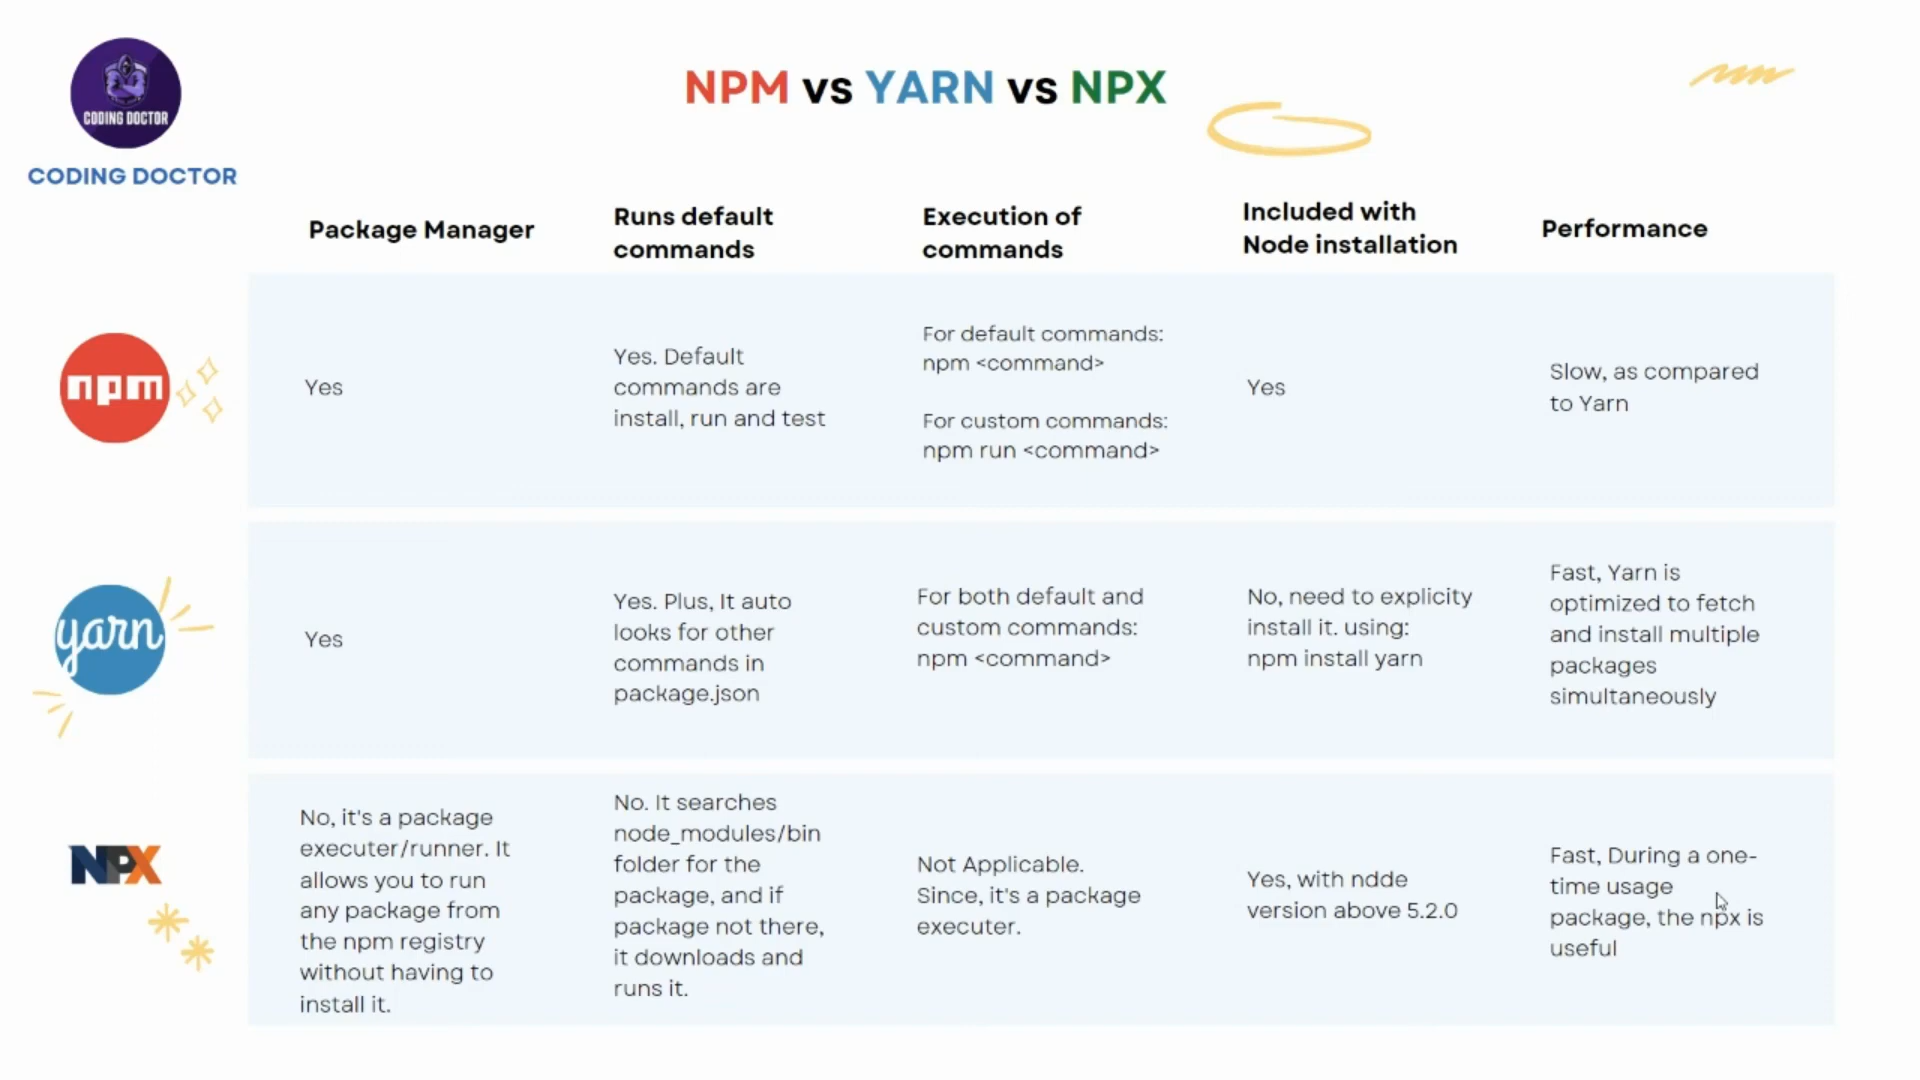 CODING DOCTOR
CODING DOCTOR
NPM vs YARN vs NPX
Package Manager
Runs default
commands
Execution of
commands
Included with
Node installation
Performance
npm
Yes
Yes. Default
commands are
install, run and test
For default commands:
npm <command>
For custom commands:
npm run <command>
Yes
Slow, as compared
to Yarn
yarn
Yes
Yes. Plus, It auto
looks for other
commands in
package.json
For both default and
custom commands:
npm <command>
No, need to explicity
install it. using:
npm install yarn
Fast, Yarn is
optimized to fetch
and install multiple
packages
simultaneously
NPX
No, it's a package
executer/runner. It
allows you to run
any package from
the npm registry
without having to
install it.
No. It searches
node_modules/bin
folder for the
package, and if
package not there,
it downloads and
runs it.
Not Applicable.
Since, it's a package
executer.
Yes, with ndde
version above 5.2.0
Fast, During a one-
time usage
package, the npx is
useful